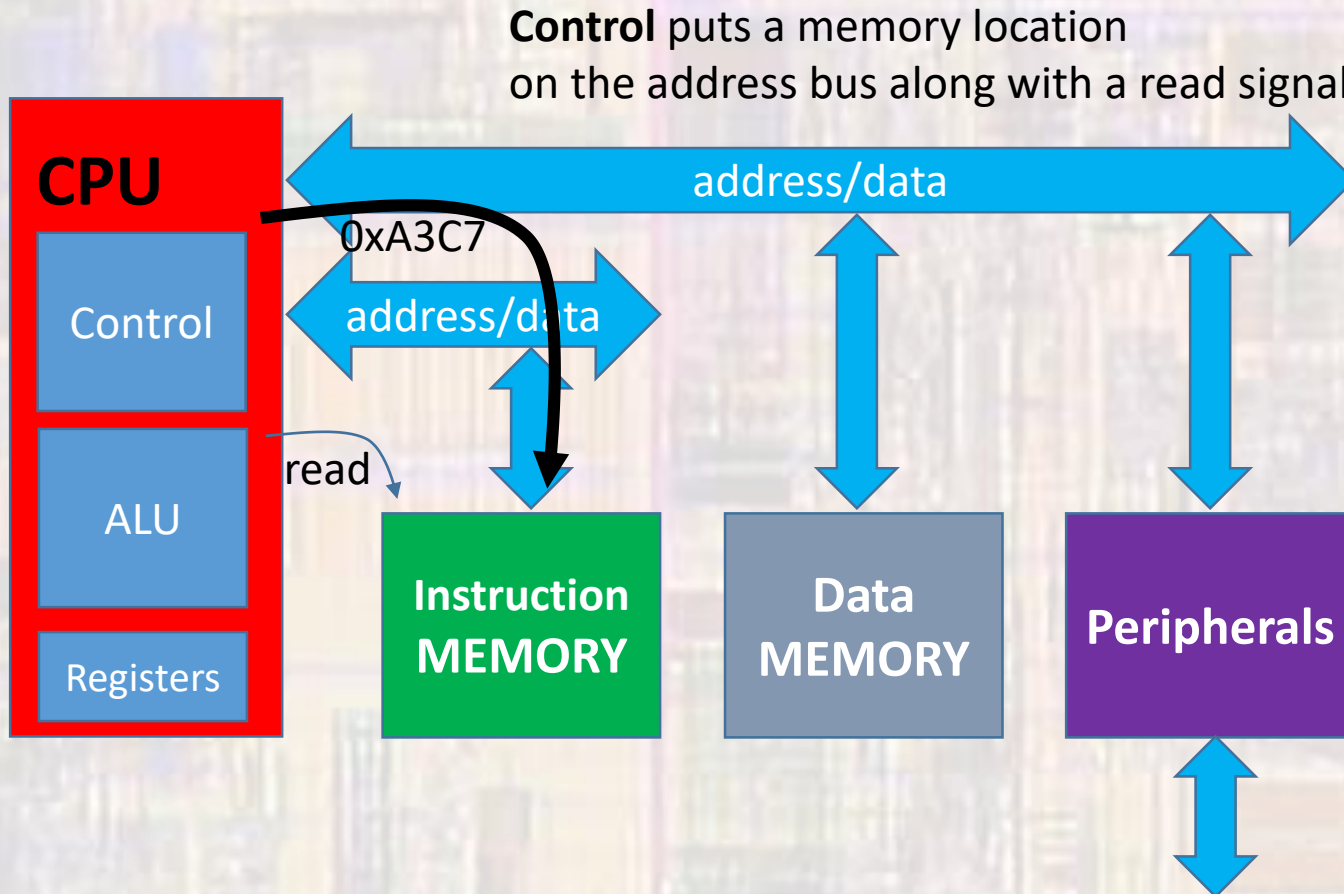 Control puts a memory location
on the address bus along with a read signal
CPU
address/data
0xA3C7
Control
address/data
read
ALU
Instruction
MEMORY
Data
MEMORY
Peripherals
Registers